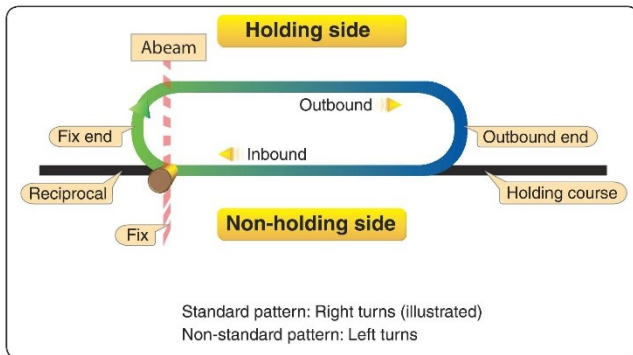 Holding side
Abeam
Outbound
Fix end
Outbound end
Inbound
Reciprocal
Holding course
Fix
Non-holding side
Standard pattern: Right turns (illustrated)
Non-standard pattern: Left turns